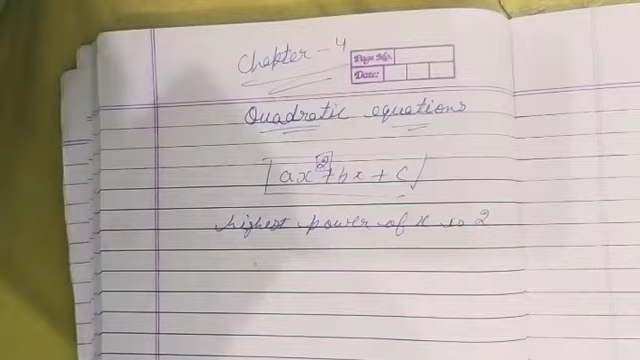 Chapter - 4
Page No.
Date:
Quadratic equations
ax²+bx + c
highest power of x is 2